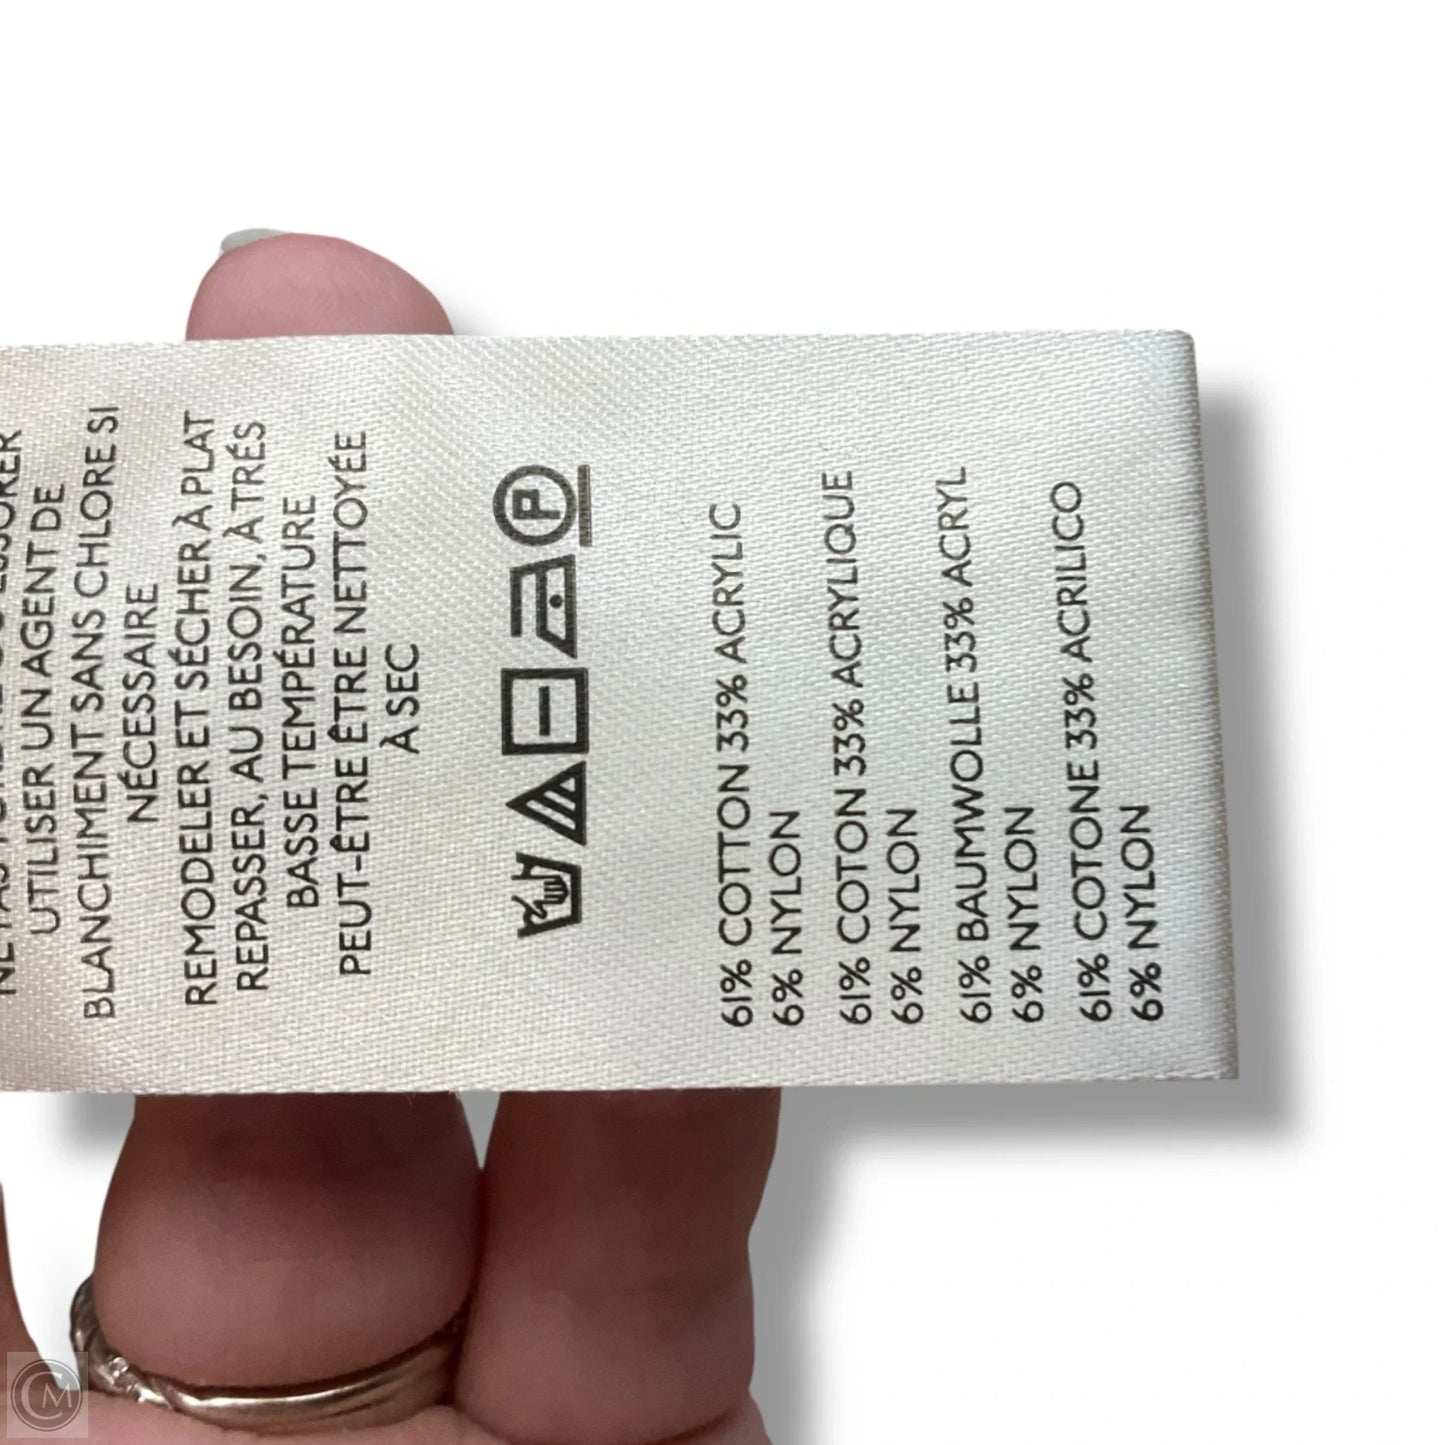 UTILISER UN AGENT DE
BLANCHIMENT SANS CHLORE SI
NÉCESSAIRE
REMODELER ET SÉCHER À PLAT
REPASSER, AU BESOIN, À TRÉS
BASSE TEMPÉRATURE
PEUT-ÊTRE ÊTRE NETTOYÉE
À SEC
P
61% COTTON 33% ACRYLIC
6% NYLON
61% COTON 33% ACRYLIQUE
6% NYLON
61% BAUMWOLLE 33% ACRYL
6% NYLON
61% COTONE 33% ACRILICO
6% NYLON
CM